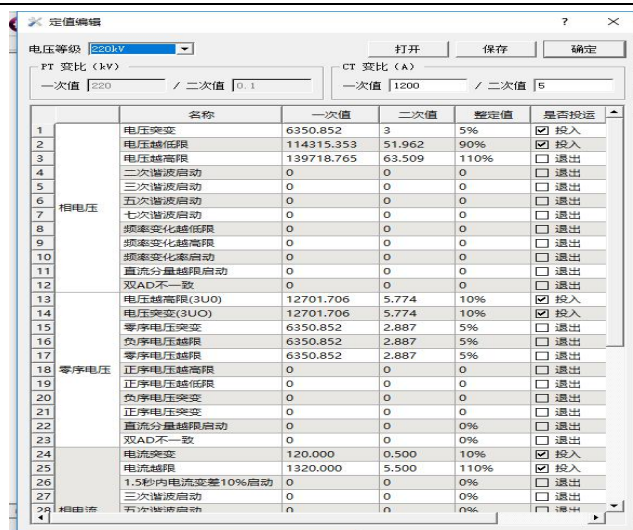 定值编辑 ? ×
电压等级 220kV 打开 保存 确定
PT 变比(kV) CT 变比(A)
一次值 220 / 二次值 0.1 一次值 1200 / 二次值 5
名称 一次值 二次值 整定值 是否投运
1 电压突变 6350.852 3 5% 投入
2 电压越低限 114315.353 51.962 90% 投入
3 电压越高限 139718.765 63.509 110% 退出
4 二次谐波启动 0 0 0 退出
5 三次谐波启动 0 0 0 退出
6 五次谐波启动 0 0 0 退出
相电压
7 七次谐波启动 0 0 0 退出
8 频率变化越低限 0 0 0 退出
9 频率变化越高限 0 0 0 退出
10 频率变化率启动 0 0 0 退出
11 直流分量越限启动 0 0 0 退出
12 双AD不一致 0 0 0 退出
13 电压越高限(3U0) 12701.706 5.774 10% 投入
14 电压突变(3UO) 12701.706 5.774 10% 投入
15 零序电压突变 6350.852 2.887 5% 退出
16 负序电压越限 6350.852 2.887 5% 退出
17 零序电压越限 6350.852 2.887 5% 退出
18 零序电压 正序电压越高限 0 0 0 退出
19 正序电压越低限 0 0 0 退出
20 负序电压突变 0 0 0 退出
21 正序电压突变 0 0 0 退出
22 直流分量越限启动 0 0 0% 退出
23 双AD不一致 0 0 0% 退出
24 电流突变 120.000 0.500 10% 投入
25 电流越限 1320.000 5.500 110% 投入
26 1.5秒内电流变差10%启动 0 0 0% 退出
27 三次谐波启动 0 0 0% 退出
28 相电流 五次谐波启动 0 0 0% 退出